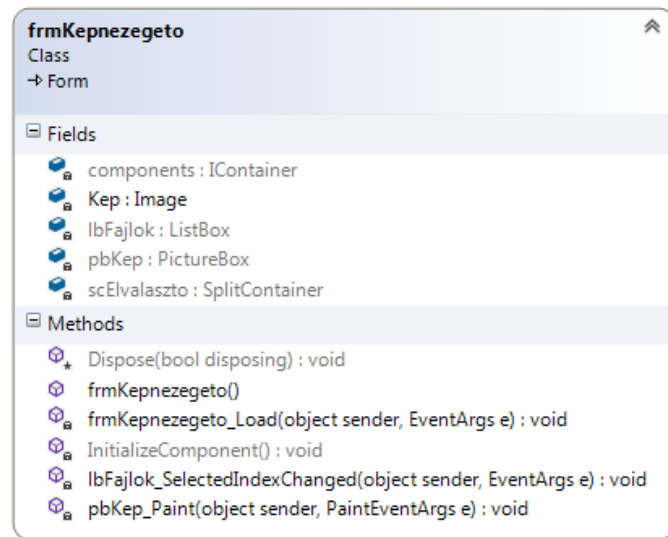 frmKepnezegeto
Class
Form
Fields
components : IContainer
Kep : Image
lbFajlok : ListBox
pbKep : PictureBox
scElvalaszto : SplitContainer
Methods
Dispose(bool disposing) : void
frmKepnezegeto()
frmKepnezegeto_Load(object sender, EventArgs e) : void
InitializeComponent() : void
lbFajlok_SelectedIndexChanged(object sender, EventArgs e) : void
pbKep_Paint(object sender, PaintEventArgs e) : void